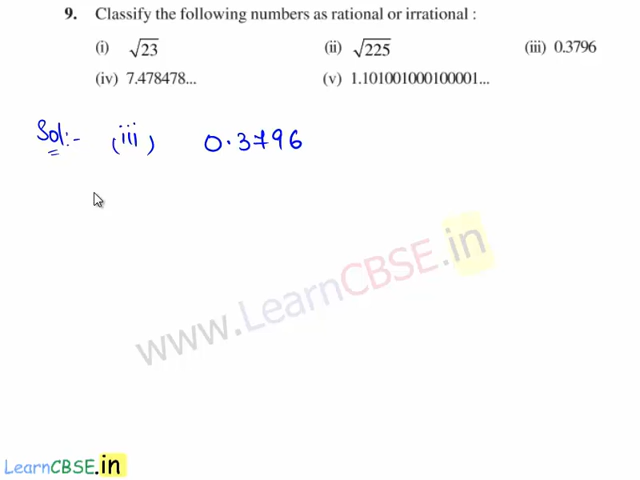 9. Classify the following numbers as rational or irrational :
(i) √23 (ii) √225 (iii) 0.3796
(iv) 7.478478... (v) 1.101001000100001...
Sol:- (iii) 0.3796
www.LearnCBSE.in
LearnCBSE.in